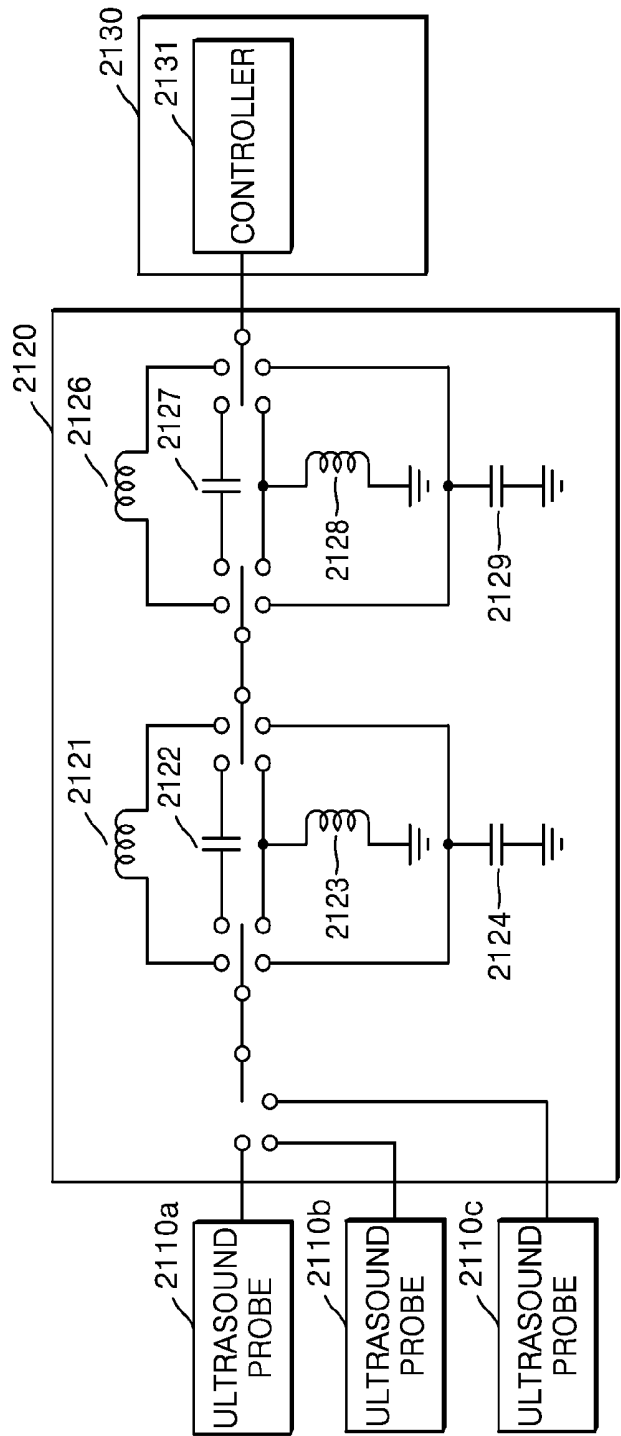 2110a
ULTRASOUND
PROBE
2110b
ULTRASOUND
PROBE
2110c
ULTRASOUND
PROBE
2120
2121
2122
2123
2124
2126
2127
2128
2129
2130
2131
CONTROLLER